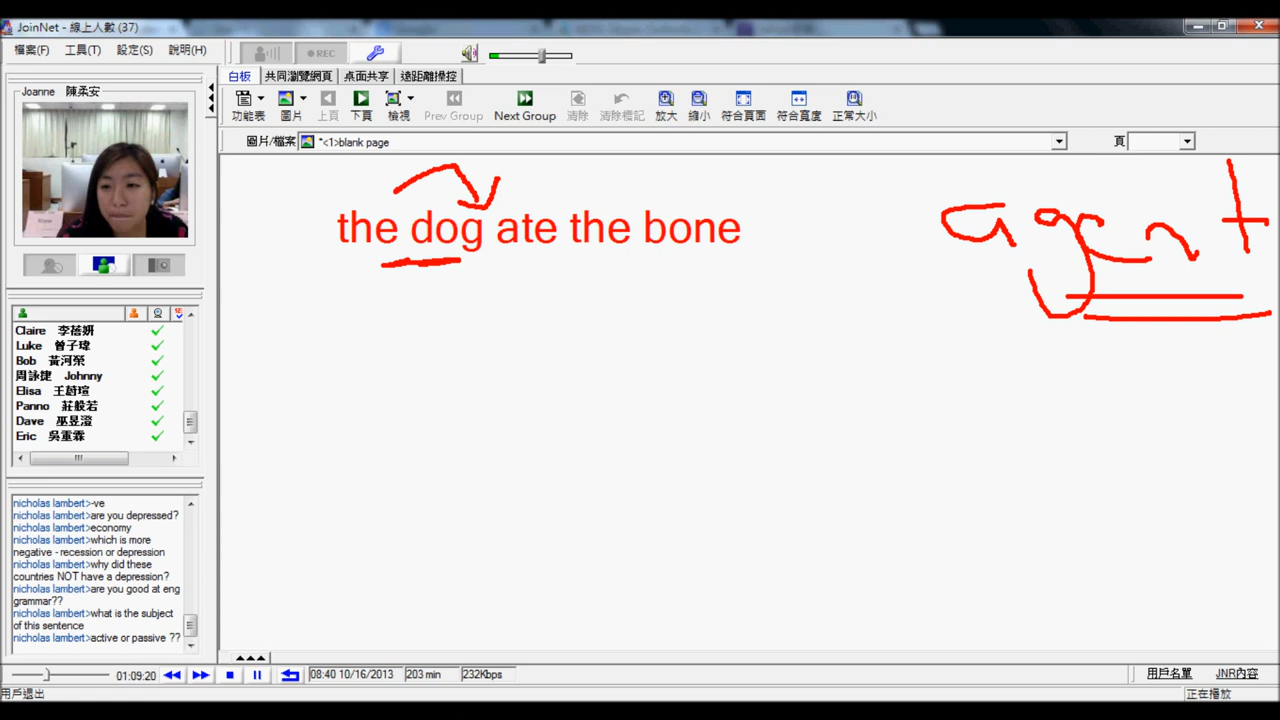 JoinNet - 線上人數 (37)
檔案(F) 工具(T) 設定(S) 說明(H)
REC
白板 共同瀏覽網頁 桌面共享 遠距離操控
功能表 圖片 上頁 下頁 檢視 Prev Group Next Group 清除 清除標記 放大 縮小 符合頁面 符合寬度 正常大小
圖片/檔案 *<1>blank page 頁
Joanne 陳柔安
the dog ate the bone
agent
Claire 李蓓妍
Luke 曾子瑋
Bob 黃河榮
周詠捷 Johnny
Elisa 王蒔瑄
Panno 莊般若
Dave 巫昱澄
Eric 吳重霖
nicholas lambert>-ve
nicholas lambert>are you depressed?
nicholas lambert>economy
nicholas lambert>which is more
negative - recession or depression
nicholas lambert>why did these
countries NOT have a depression?
nicholas lambert>are you good at eng
grammar??
nicholas lambert>what is the subject
of this sentence
nicholas lambert>active or passive ??
01:09:20 08:40 10/16/2013 203 min 232Kbps 用戶名單 JNR內容
用戶退出 正在播放